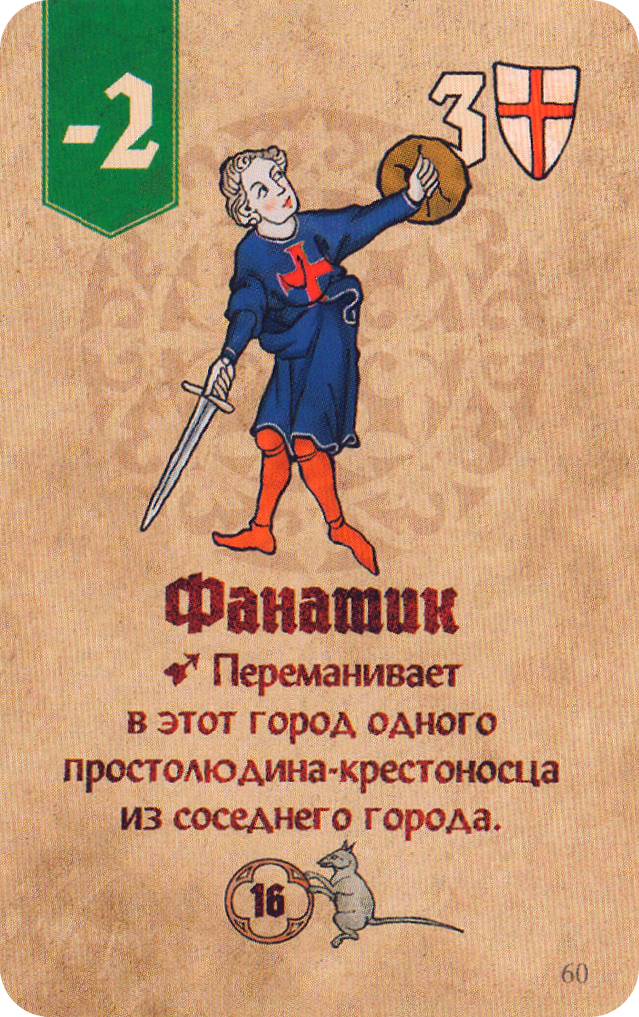 -2
3
Фанатик
Переманивает
в этот город одного
простолюдина-крестоносца
из соседнего города.
16
60